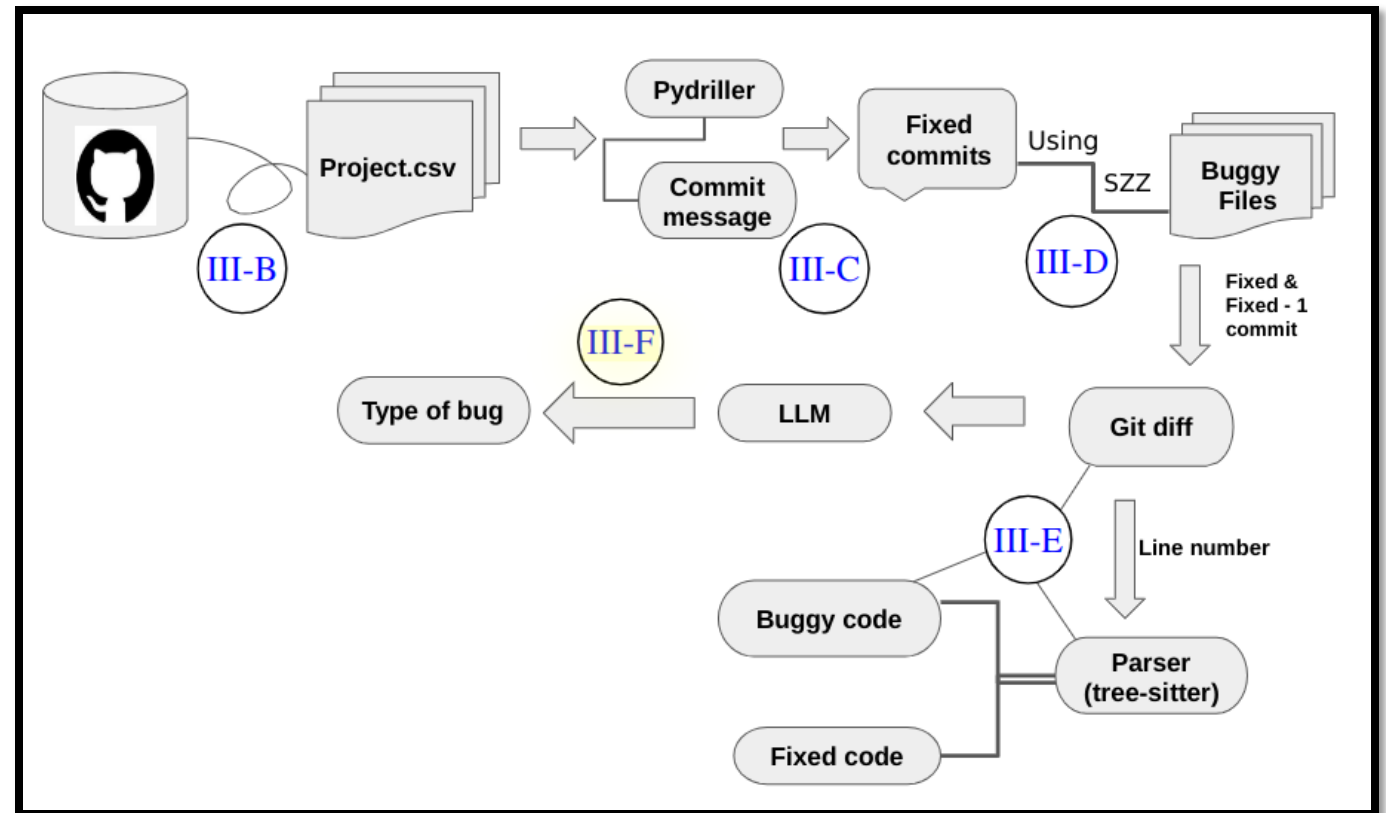 Project.csv
III-B
Pydriller
Commit
message
III-C
Fixed
commits
Using
SZZ
III-D
Buggy
Files
Fixed &
Fixed - 1
commit
Git diff
LLM
III-F
Type of bug
III-E
Line number
Parser
(tree-sitter)
Buggy code
Fixed code